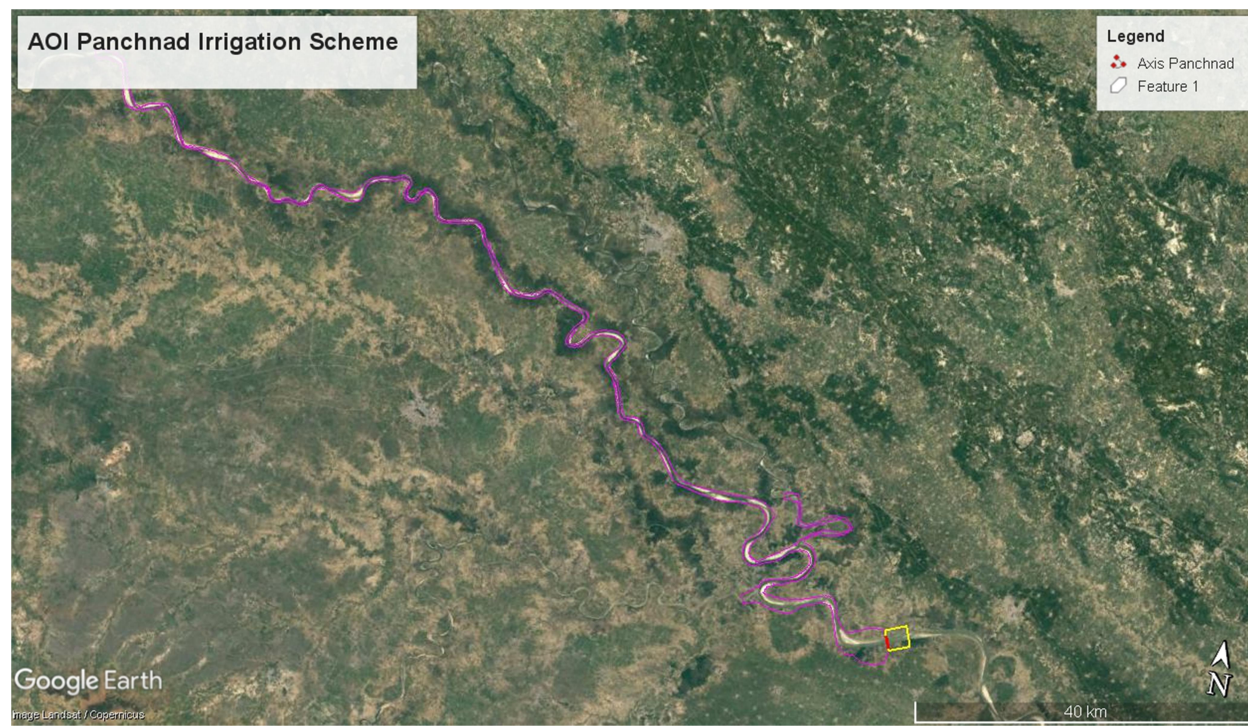 AOI Panchnad Irrigation Scheme
Legend
Axis Panchnad
Feature 1
N
40 km
Google Earth
Image Landsat / Copernicus